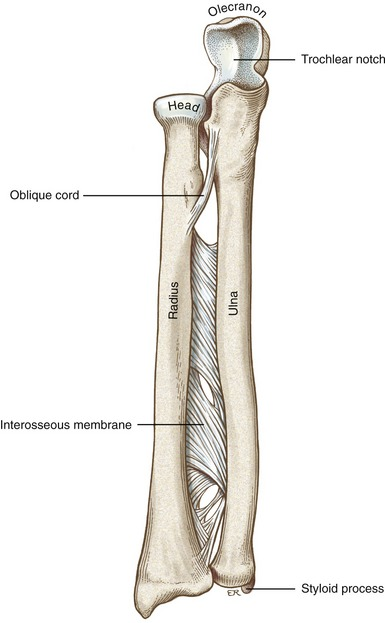 Olecranon
Trochlear notch
Head
Oblique cord
Radius
Ulna
Interosseous membrane
Styloid process